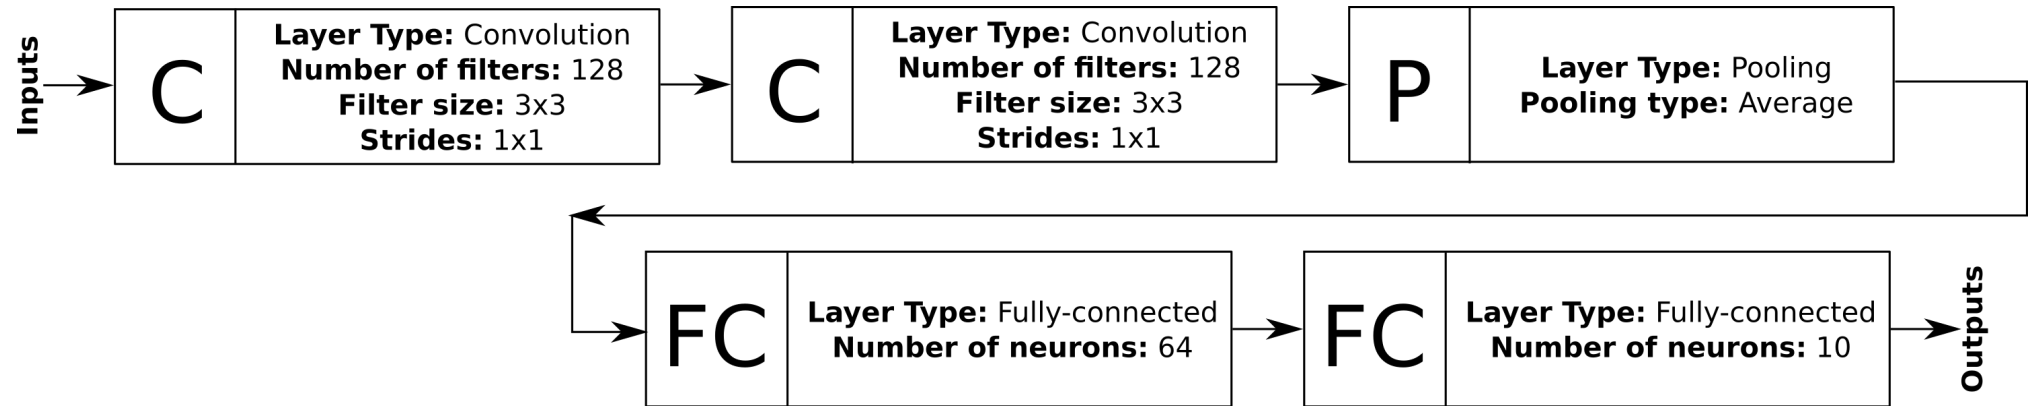 Inputs
C
Layer Type: Convolution
Number of filters: 128
Filter size: 3x3
Strides: 1x1
C
Layer Type: Convolution
Number of filters: 128
Filter size: 3x3
Strides: 1x1
P
Layer Type: Pooling
Pooling type: Average
FC
Layer Type: Fully-connected
Number of neurons: 64
FC
Layer Type: Fully-connected
Number of neurons: 10
Outputs